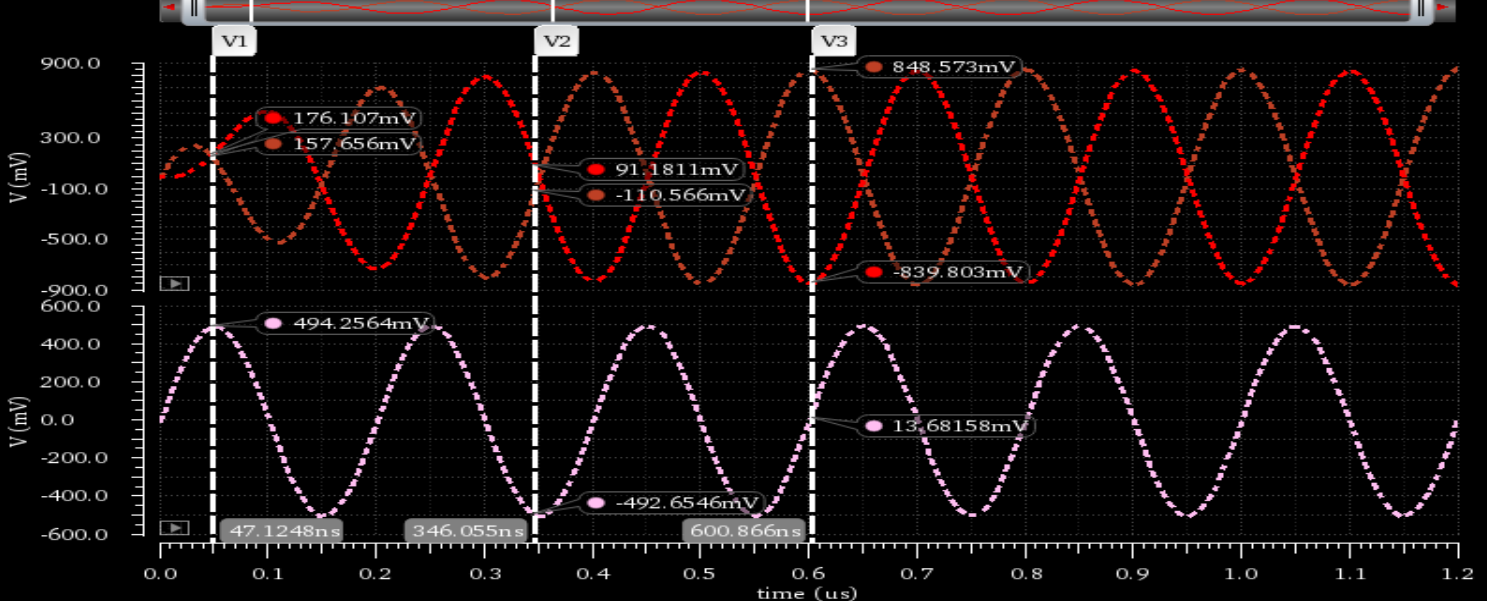 V1 V2 V3
900.0
848.573mV
176.107mV
300.0
157.656mV
91.1811mV
V (mV)
-100.0
-110.566mV
-500.0
-839.803mV
-900.0
600.0
494.2564mV
400.0
200.0
V (mV)
0.0
13.68158mV
-200.0
-400.0
-492.6546mV
-600.0
47.1248ns 346.055ns 600.866ns
0.0 0.1 0.2 0.3 0.4 0.5 0.6 0.7 0.8 0.9 1.0 1.1 1.2
time (us)